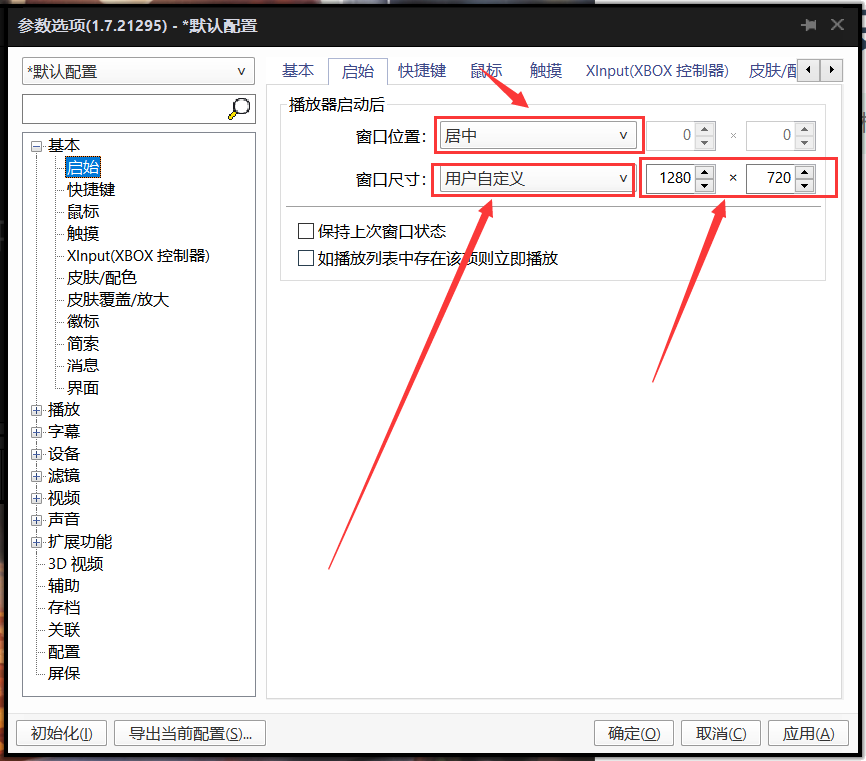 参数选项(1.7.21295) - *默认配置
*默认配置
基本
启始
快捷键
鼠标
触摸
XInput(XBOX 控制器)
皮肤/配色
皮肤覆盖/放大
徽标
简索
消息
界面
播放
字幕
设备
滤镜
视频
声音
扩展功能
3D 视频
辅助
存档
关联
配置
屏保
基本 启始 快捷键 鼠标 触摸 XInput(XBOX 控制器) 皮肤/配
播放器启动后
窗口位置: 居中 0 × 0
窗口尺寸: 用户自定义 1280 × 720
保持上次窗口状态
如播放列表中存在该项则立即播放
初始化(I) 导出当前配置(S)... 确定(O) 取消(C) 应用(A)